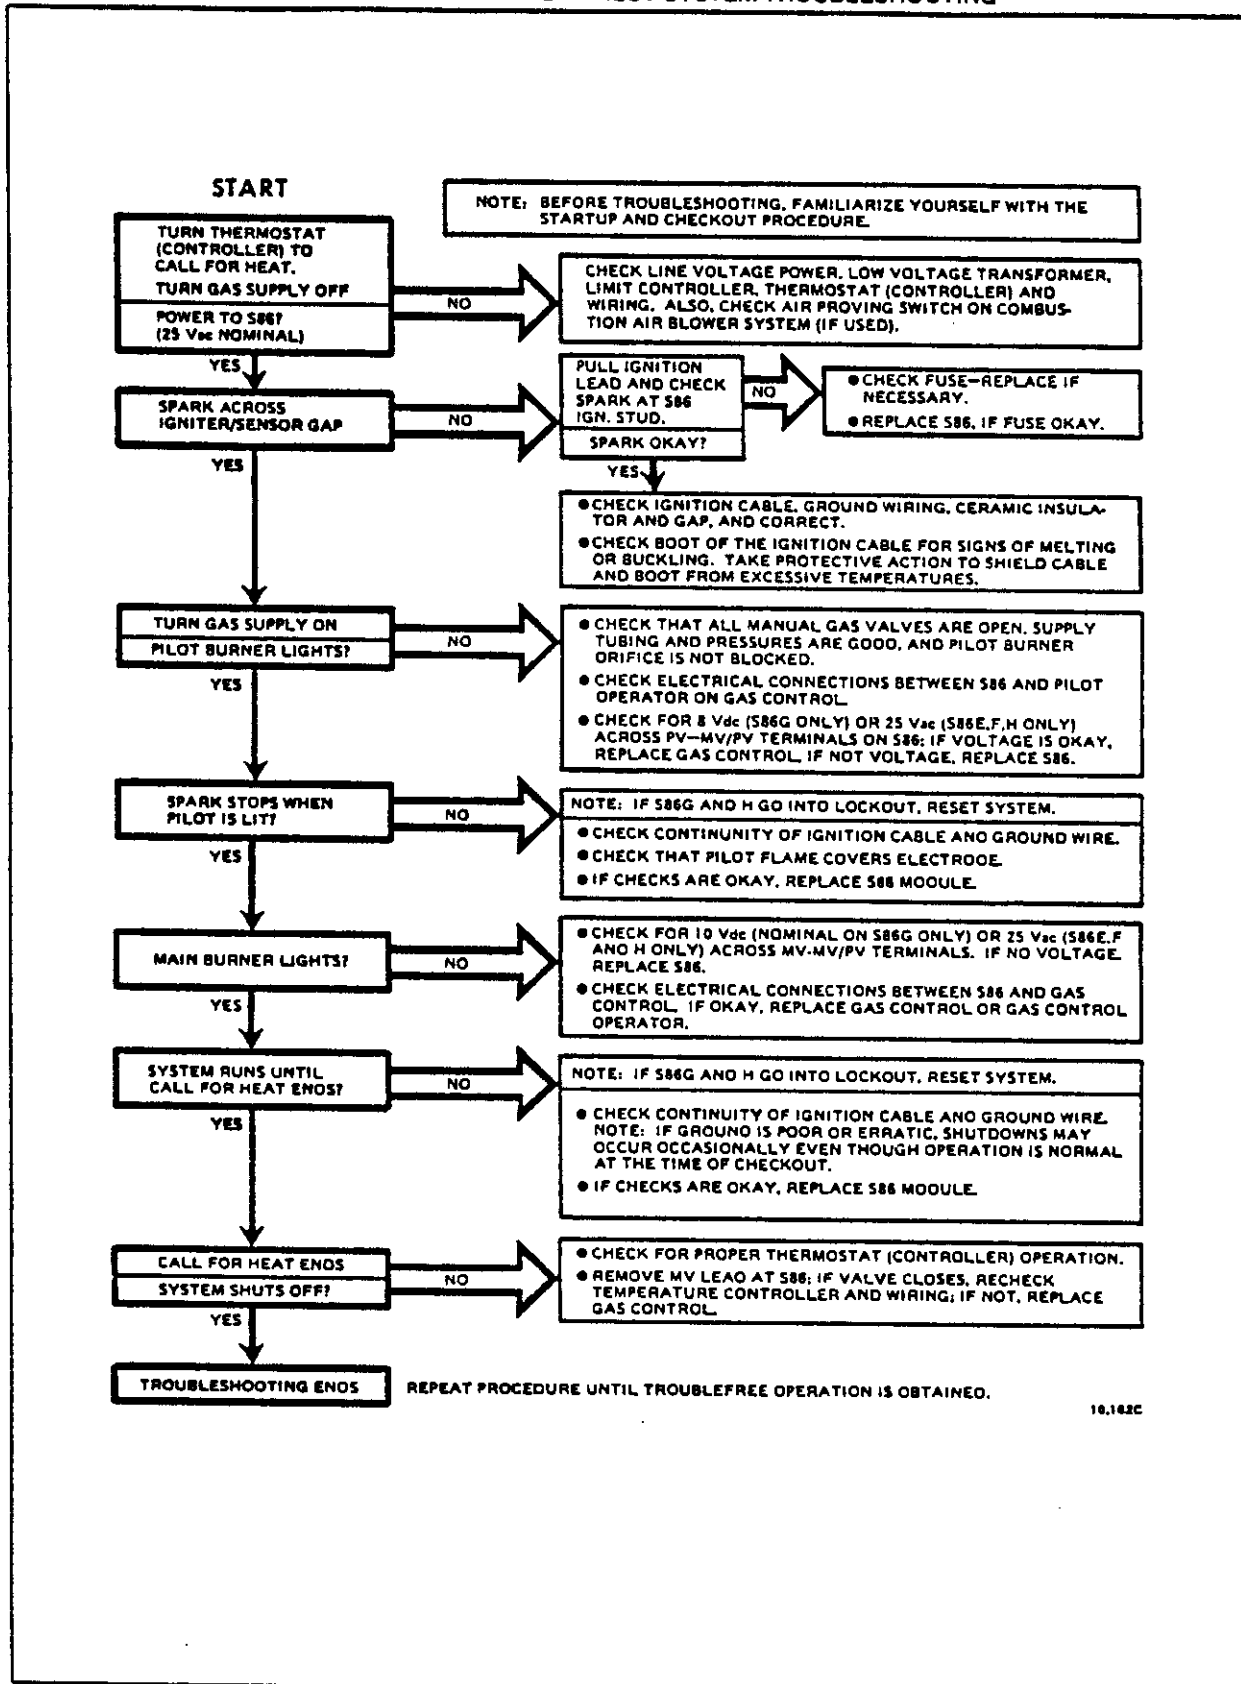 SYSTEM TROUBLESHOOTING
START
NOTE: BEFORE TROUBLESHOOTING, FAMILIARIZE YOURSELF WITH THE
STARTUP AND CHECKOUT PROCEDURE.
TURN THERMOSTAT
(CONTROLLER) TO
CALL FOR HEAT.
TURN GAS SUPPLY OFF
POWER TO S86?
(25 Vac NOMINAL)
NO
CHECK LINE VOLTAGE POWER, LOW VOLTAGE TRANSFORMER,
LIMIT CONTROLLER, THERMOSTAT (CONTROLLER) AND
WIRING. ALSO, CHECK AIR PROVING SWITCH ON COMBUS-
TION AIR BLOWER SYSTEM (IF USED).
YES
SPARK ACROSS
IGNITER/SENSOR GAP
NO
PULL IGNITION
LEAD AND CHECK
SPARK AT S86
IGN. STUD.
SPARK OKAY?
NO
● CHECK FUSE—REPLACE IF
NECESSARY.
● REPLACE S86, IF FUSE OKAY.
YES
YES
● CHECK IGNITION CABLE, GROUND WIRING, CERAMIC INSULA-
TOR AND GAP, AND CORRECT.
● CHECK BOOT OF THE IGNITION CABLE FOR SIGNS OF MELTING
OR BUCKLING. TAKE PROTECTIVE ACTION TO SHIELD CABLE
AND BOOT FROM EXCESSIVE TEMPERATURES.
TURN GAS SUPPLY ON
PILOT BURNER LIGHTS?
NO
● CHECK THAT ALL MANUAL GAS VALVES ARE OPEN, SUPPLY
TUBING AND PRESSURES ARE GOOD, AND PILOT BURNER
ORIFICE IS NOT BLOCKED.
● CHECK ELECTRICAL CONNECTIONS BETWEEN S86 AND PILOT
OPERATOR ON GAS CONTROL.
● CHECK FOR 8 Vdc (S86G ONLY) OR 25 Vac (S86E,F,H ONLY)
ACROSS PV—MV/PV TERMINALS ON S86; IF VOLTAGE IS OKAY,
REPLACE GAS CONTROL, IF NOT VOLTAGE, REPLACE S86.
YES
SPARK STOPS WHEN
PILOT IS LIT?
NO
NOTE: IF S86G AND H GO INTO LOCKOUT, RESET SYSTEM.
● CHECK CONTINUNITY OF IGNITION CABLE AND GROUND WIRE.
● CHECK THAT PILOT FLAME COVERS ELECTRODE.
● IF CHECKS ARE OKAY, REPLACE S86 MODULE.
YES
MAIN BURNER LIGHTS?
NO
● CHECK FOR 10 Vdc (NOMINAL ON S86G ONLY) OR 25 Vac (S86E,F
AND H ONLY) ACROSS MV-MV/PV TERMINALS. IF NO VOLTAGE,
REPLACE S86.
● CHECK ELECTRICAL CONNECTIONS BETWEEN S86 AND GAS
CONTROL. IF OKAY, REPLACE GAS CONTROL OR GAS CONTROL
OPERATOR.
YES
SYSTEM RUNS UNTIL
CALL FOR HEAT ENDS?
NO
NOTE: IF S86G AND H GO INTO LOCKOUT, RESET SYSTEM.
● CHECK CONTINUITY OF IGNITION CABLE AND GROUND WIRE.
NOTE: IF GROUND IS POOR OR ERRATIC, SHUTDOWNS MAY
OCCUR OCCASIONALLY EVEN THOUGH OPERATION IS NORMAL
AT THE TIME OF CHECKOUT.
● IF CHECKS ARE OKAY, REPLACE S86 MODULE.
YES
CALL FOR HEAT ENDS
SYSTEM SHUTS OFF?
NO
● CHECK FOR PROPER THERMOSTAT (CONTROLLER) OPERATION.
● REMOVE MV LEAD AT S86; IF VALVE CLOSES, RECHECK
TEMPERATURE CONTROLLER AND WIRING; IF NOT, REPLACE
GAS CONTROL.
YES
TROUBLESHOOTING ENDS
REPEAT PROCEDURE UNTIL TROUBLEFREE OPERATION IS OBTAINED.
10,182C